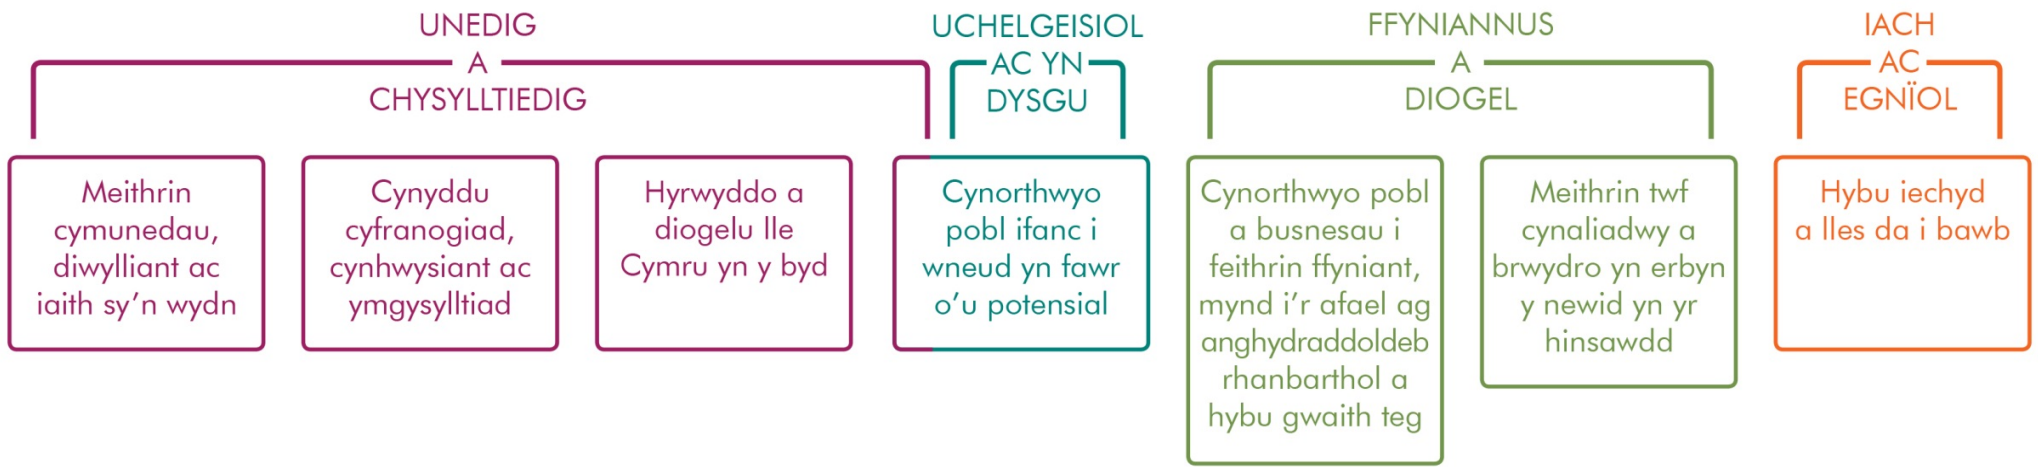 UNEDIG
A
CHYSYLLTIEDIG
UCHELGEISIOL
AC YN
DYSGU
FFYNIANNUS
A
DIOGEL
IACH
AC
EGNÏOL
Meithrin
cymunedau,
diwylliant ac
iaith sy’n wydn
Cynyddu
cyfranogiad,
cynhwysiant ac
ymgysylltiad
Hyrwyddo a
diogelu lle
Cymru yn y byd
Cynorthwyo
pobl ifanc i
wneud yn fawr
o’u potensial
Cynorthwyo pobl
a busnesau i
feithrin ffyniant,
mynd i’r afael ag
anghydraddoldeb
rhanbarthol a
hybu gwaith teg
Meithrin twf
cynaliadwy a
brwydro yn erbyn
y newid yn yr
hinsawdd
Hybu iechyd
a lles da i bawb